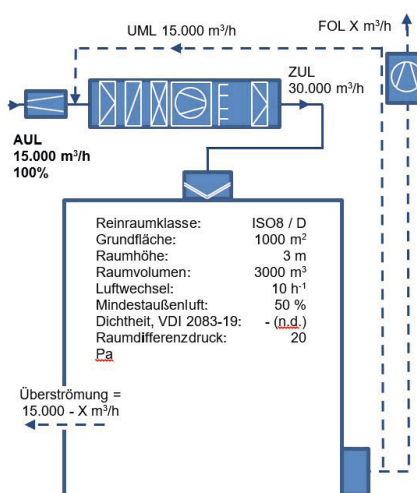 UML 15.000 m³/h
FOL X m³/h
ZUL
30.000 m³/h
AUL
15.000 m³/h
100%
Reinraumklasse: ISO8 / D
Grundfläche: 1000 m²
Raumhöhe: 3 m
Raumvolumen: 3000 m³
Luftwechsel: 10 h⁻¹
Mindestaußenluft: 50 %
Dichtheit, VDI 2083-19: - (n.d.)
Raumdifferenzdruck: 20
Pa
Überströmung =
15.000 - X m³/h